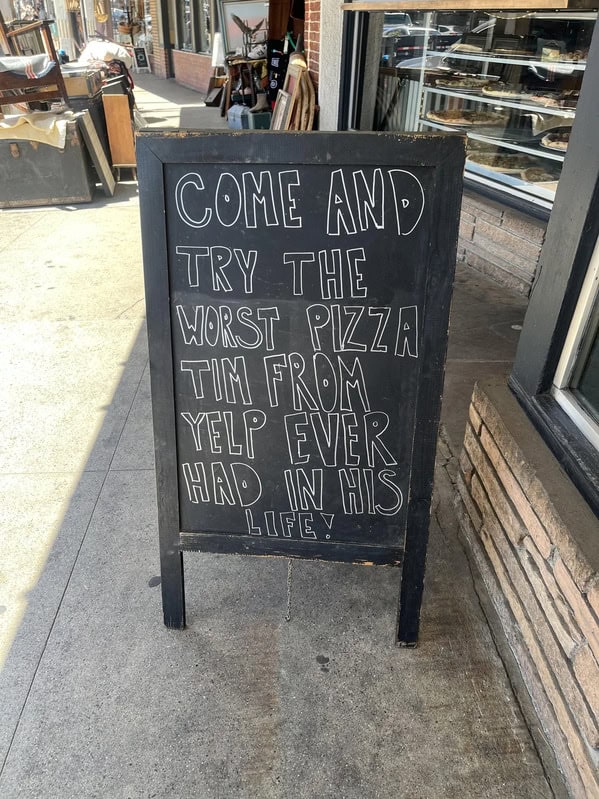 COME AND
TRY THE
WORST PIZZA
TIM FROM
YELP EVER
HAD IN HIS
LIFE!